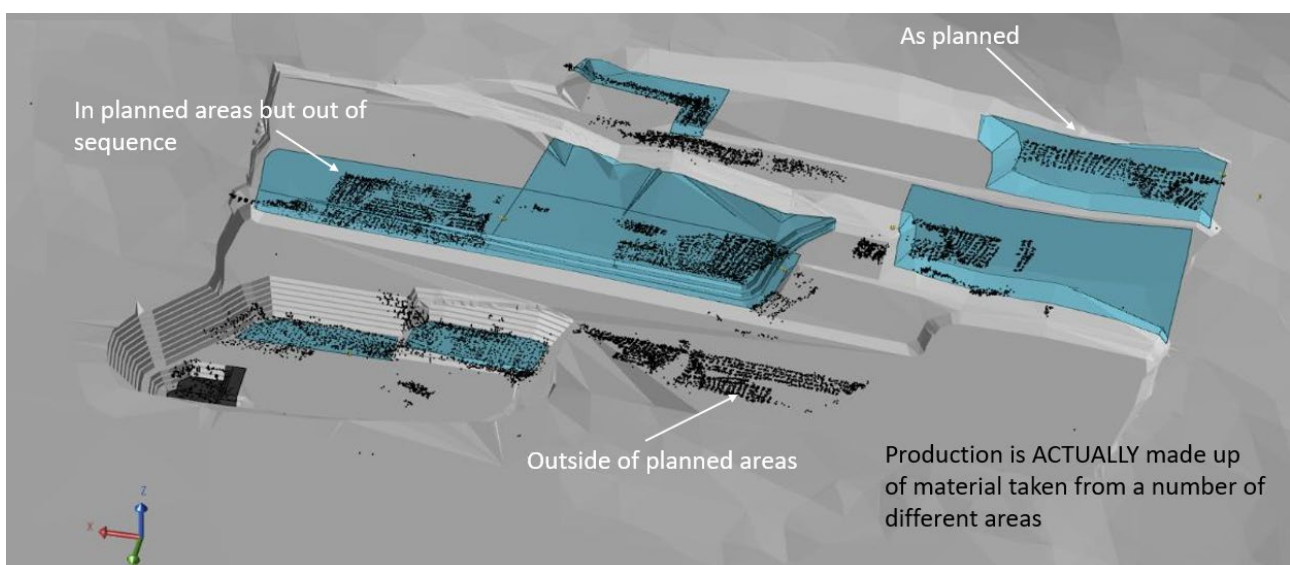 As planned
In planned areas but out of
sequence
Outside of planned areas
Production is ACTUALLY made up
of material taken from a number of
different areas
Z
X